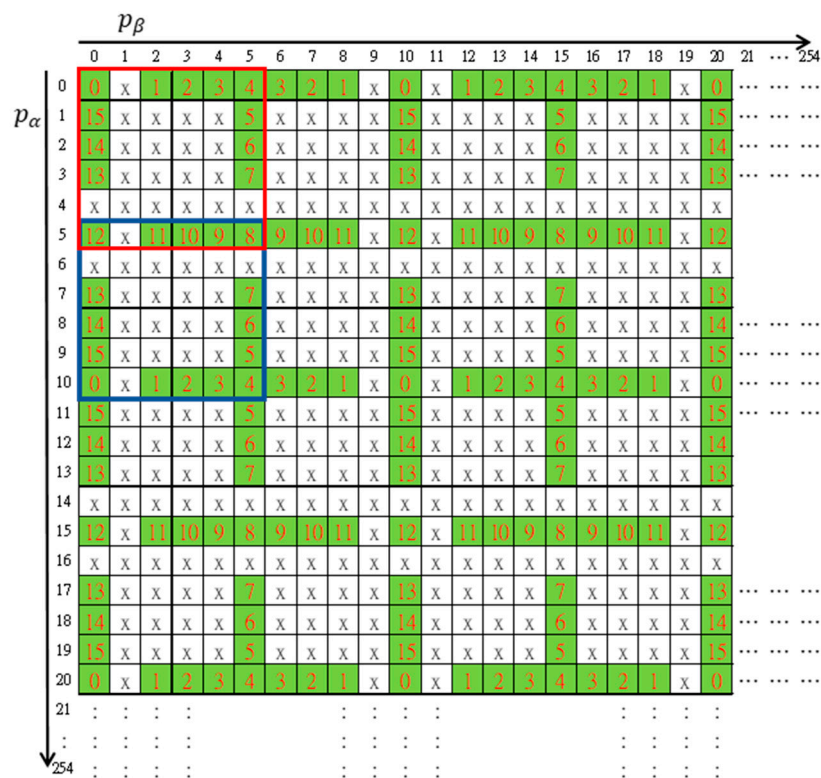 p_β
0 1 2 3 4 5 6 7 8 9 10 11 12 13 14 15 16 17 18 19 20 21 ... 254
p_α
0 0 x 1 2 3 4 3 2 1 x 0 x 1 2 3 4 3 2 1 x 0 ... ... ...
1 15 x x x x 5 x x x x 15 x x x x 5 x x x x 15 ... ... ...
2 14 x x x x 6 x x x x 14 x x x x 6 x x x x 14 ... ... ...
3 13 x x x x 7 x x x x 13 x x x x 7 x x x x 13 ... ... ...
4 x x x x x x x x x x x x x x x x x x x x x
5 12 x 11 10 9 8 9 10 11 x 12 x 11 10 9 8 9 10 11 x 12
6 x x x x x x x x x x x x x x x x x x x x x
7 13 x x x x 7 x x x x 13 x x x x 7 x x x x 13
8 14 x x x x 6 x x x x 14 x x x x 6 x x x x 14 ... ... ...
9 15 x x x x 5 x x x x 15 x x x x 5 x x x x 15 ... ... ...
10 0 x 1 2 3 4 3 2 1 x 0 x 1 2 3 4 3 2 1 x 0 ... ... ...
11 15 x x x x 5 x x x x 15 x x x x 5 x x x x 15 ... ... ...
12 14 x x x x 6 x x x x 14 x x x x 6 x x x x 14
13 13 x x x x 7 x x x x 13 x x x x 7 x x x x 13
14 x x x x x x x x x x x x x x x x x x x x x
15 12 x 11 10 9 8 9 10 11 x 12 x 11 10 9 8 9 10 11 x 12
16 x x x x x x x x x x x x x x x x x x x x x
17 13 x x x x 7 x x x x 13 x x x x 7 x x x x 13 ... ... ...
18 14 x x x x 6 x x x x 14 x x x x 6 x x x x 14 ... ... ...
19 15 x x x x 5 x x x x 15 x x x x 5 x x x x 15 ... ... ...
20 0 x 1 2 3 4 3 2 1 x 0 x 1 2 3 4 3 2 1 x 0 ... ... ...
21 : : : : : : : : : : : :
: : : : : : : : : : : : :
254 : : : : : : : : : : : :